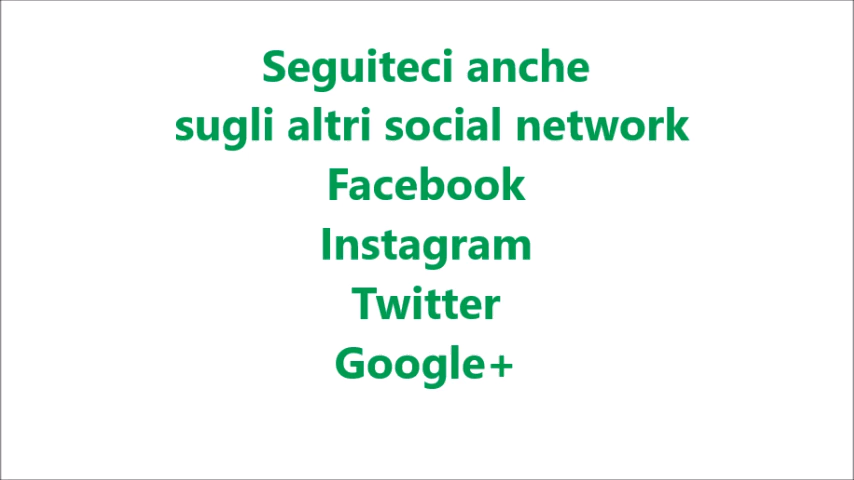 Seguiteci anche
sugli altri social network
Facebook
Instagram
Twitter
Google+